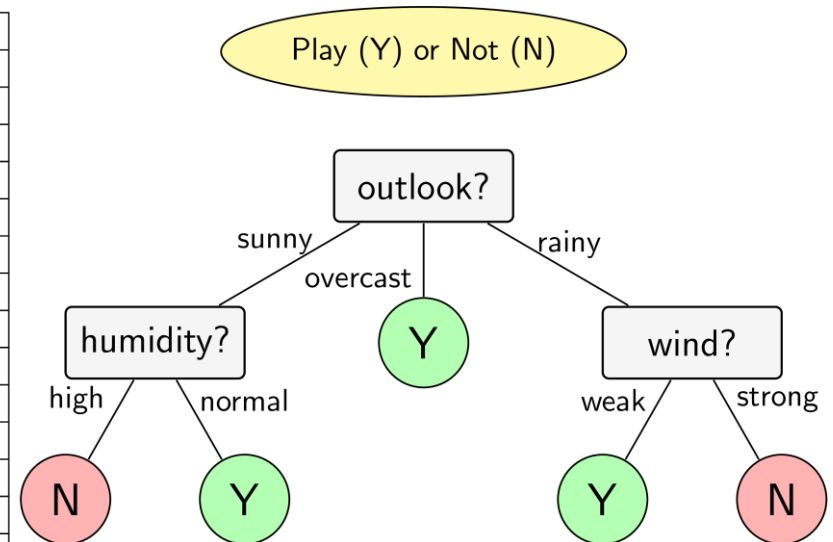 Play (Y) or Not (N)
outlook?
sunny
overcast
rainy
humidity?
Y
wind?
high
normal
weak
strong
N
Y
Y
N